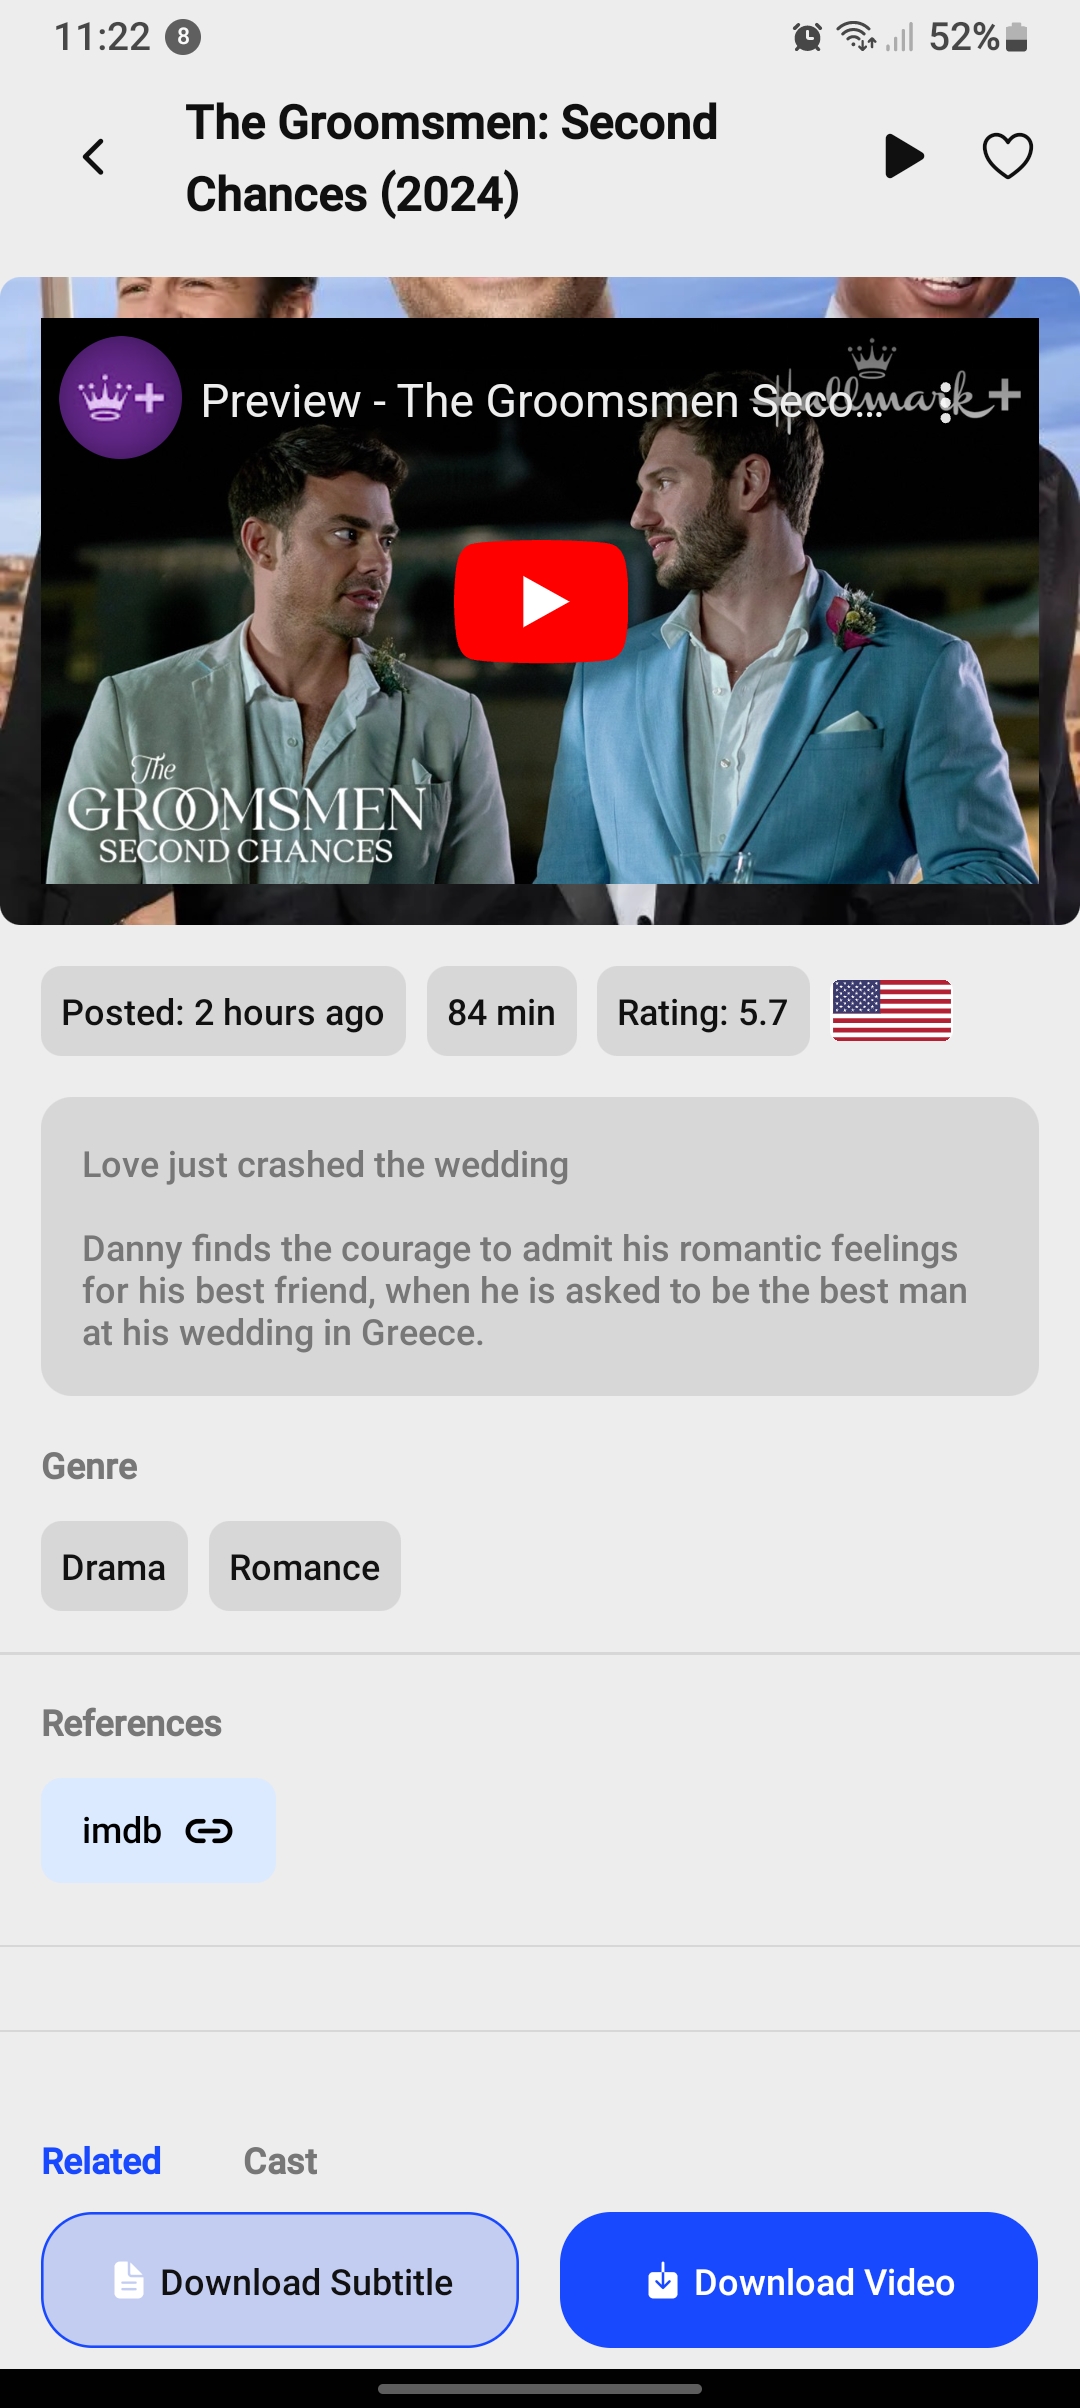 11:22 8 52%
The Groomsmen: Second
Chances (2024)
Preview - The Groomsmen Seco...
Hallmark+
The
GROOMSMEN
SECOND CHANCES
Posted: 2 hours ago 84 min Rating: 5.7
Love just crashed the wedding
Danny finds the courage to admit his romantic feelings
for his best friend, when he is asked to be the best man
at his wedding in Greece.
Genre
Drama Romance
References
imdb
Related Cast
Download Subtitle Download Video